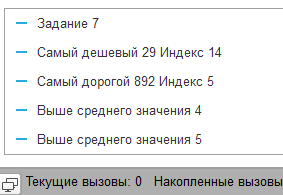 Задание 7
Самый дешевый 29 Индекс 14
Самый дорогой 892 Индекс 5
Выше среднего значения 4
Выше среднего значения 5
Текущие вызовы: 0 Накопленные вызовы